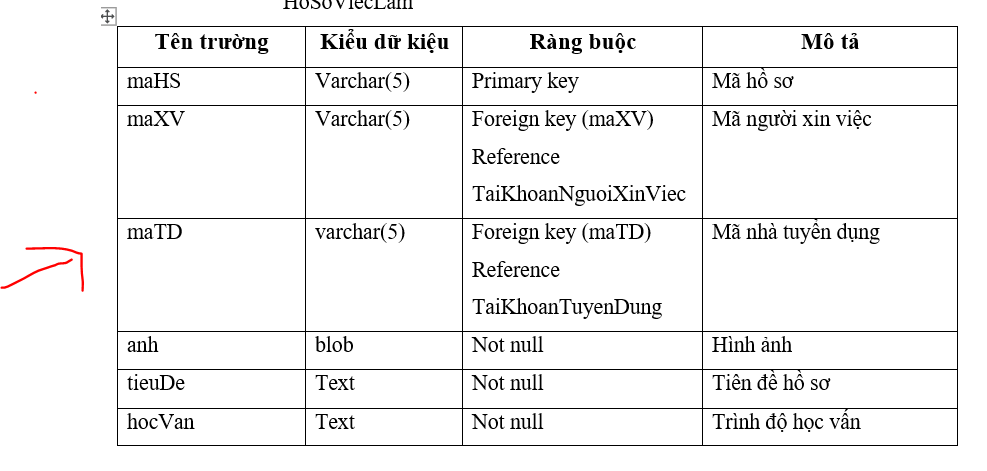 HoSoViecLam
Tên trường Kiểu dữ kiệu Ràng buộc Mô tả
maHS Varchar(5) Primary key Mã hồ sơ
maXV Varchar(5) Foreign key (maXV) Mã người xin việc
Reference
TaiKhoanNguoiXinViec
maTD varchar(5) Foreign key (maTD) Mã nhà tuyển dụng
Reference
TaiKhoanTuyenDung
anh blob Not null Hình ảnh
tieuDe Text Not null Tiên đề hồ sơ
hocVan Text Not null Trình độ học vấn